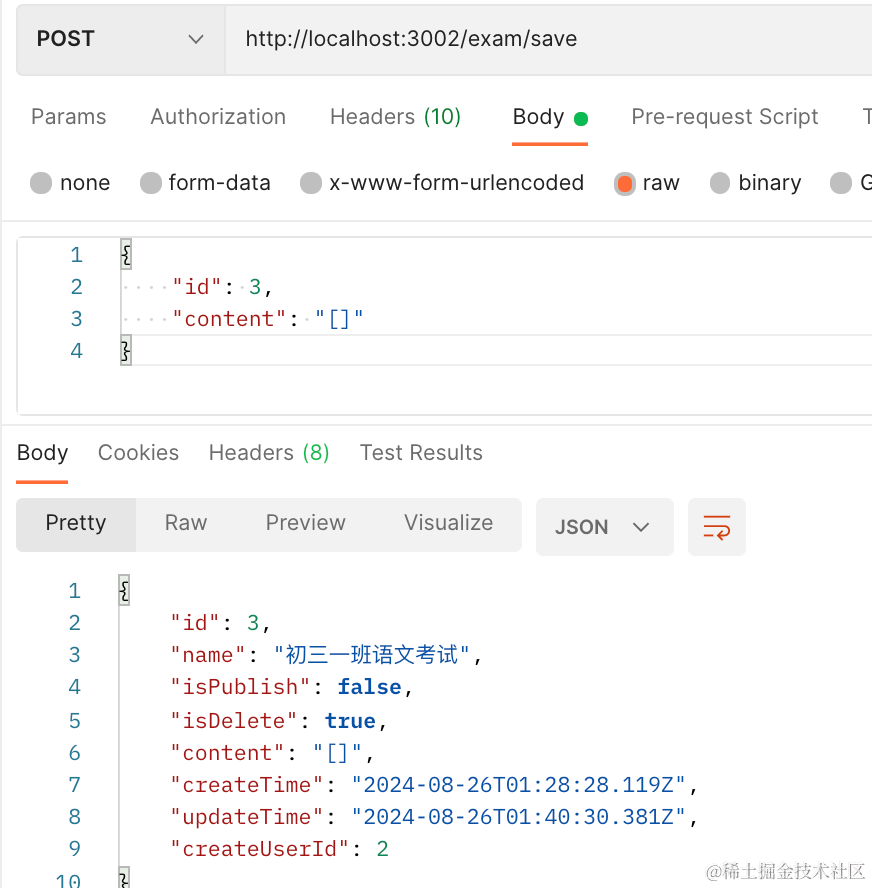 POST http://localhost:3002/exam/save
Params Authorization Headers (10) Body Pre-request Script T
none form-data x-www-form-urlencoded raw binary G
1 {
2 "id": 3,
3 "content": "[]"
4 }
Body Cookies Headers (8) Test Results
Pretty Raw Preview Visualize JSON
1 {
2 "id": 3,
3 "name": "初三一班语文考试",
4 "isPublish": false,
5 "isDelete": true,
6 "content": "[]",
7 "createTime": "2024-08-26T01:28:28.119Z",
8 "updateTime": "2024-08-26T01:40:30.381Z",
9 "createUserId": 2
10 }
@稀土掘金技术社区